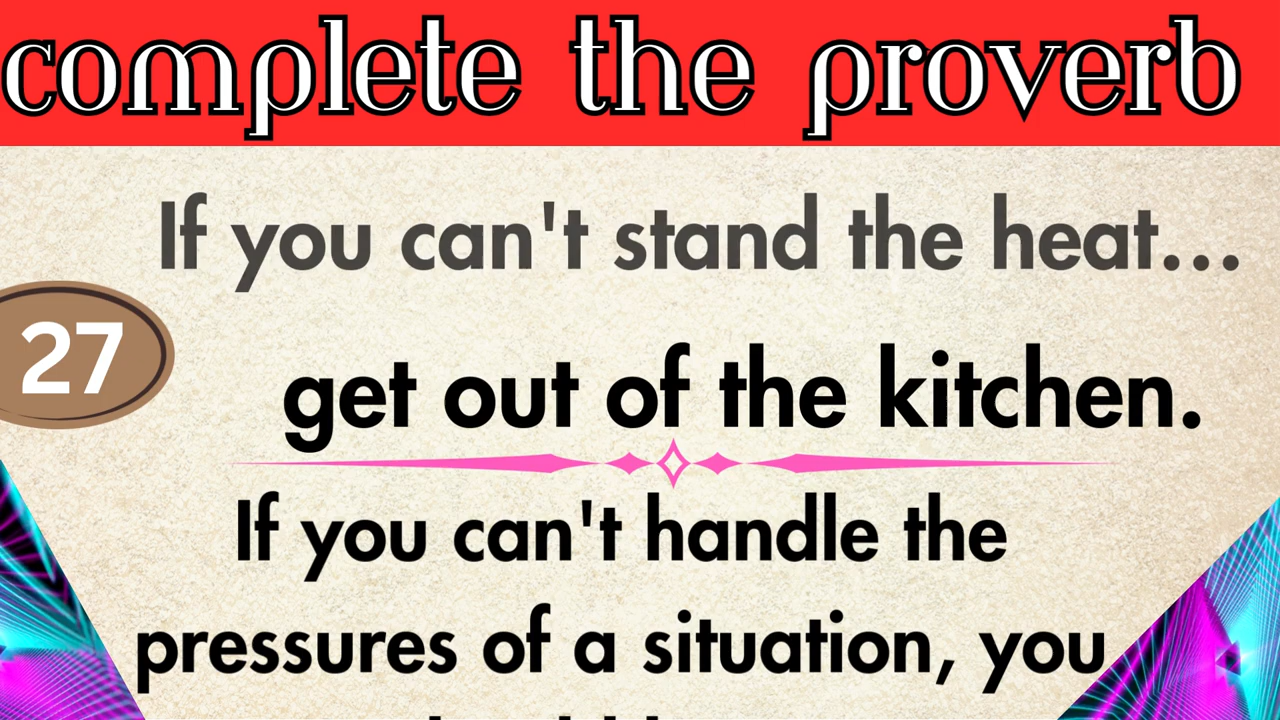 complete the proverb
If you can't stand the heat...
27
get out of the kitchen.
If you can't handle the
pressures of a situation, you